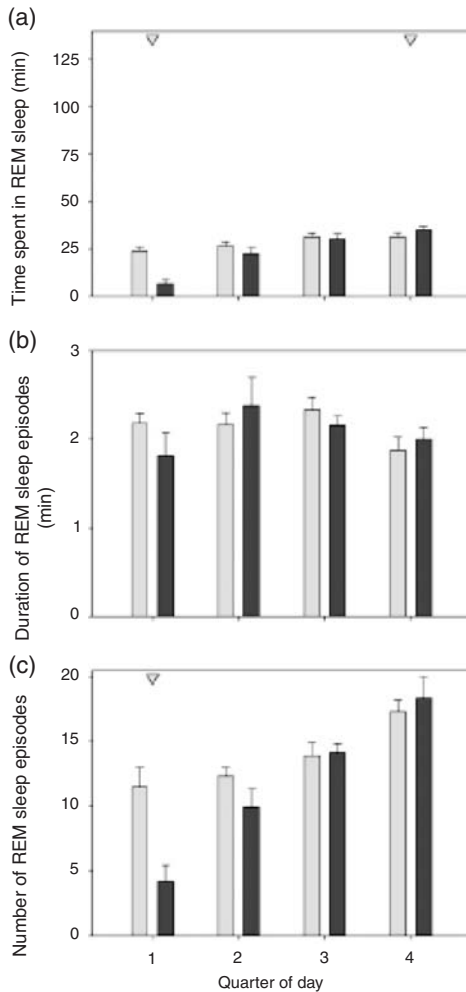 (a)
Time spent in REM sleep (min)
125
100
75
50
25
0
(b)
Duration of REM sleep episodes
(min)
3
2
1
0
(c)
Number of REM sleep episodes
20
15
10
5
0
1 2 3 4
Quarter of day